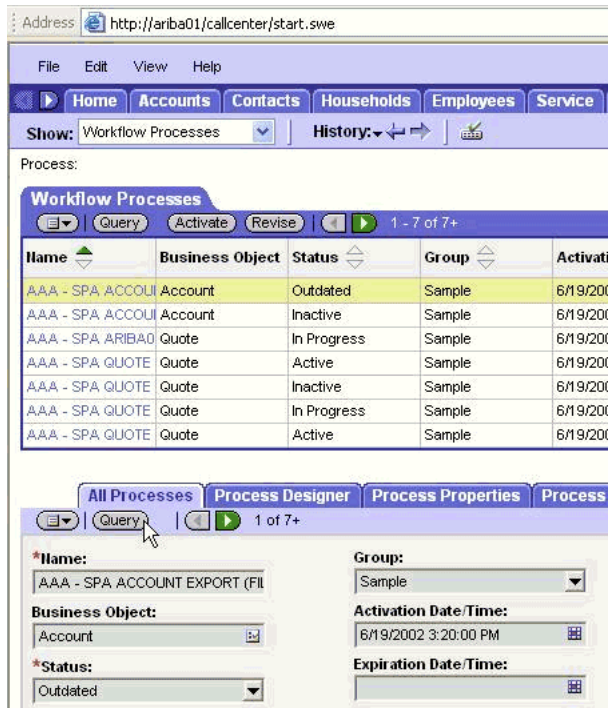 Address http://ariba01/callcenter/start.swe
File Edit View Help
Home Accounts Contacts Households Employees Service
Show: Workflow Processes History:
Process:
Workflow Processes
Query Activate Revise 1 - 7 of 7+
Name Business Object Status Group Activati
AAA - SPA ACCOU Account Outdated Sample 6/19/200
AAA - SPA ACCOU Account Inactive Sample 6/19/200
AAA - SPA ARIBA0 Quote In Progress Sample 6/19/200
AAA - SPA QUOTE Quote Active Sample 6/19/200
AAA - SPA QUOTE Quote Inactive Sample 6/19/200
AAA - SPA QUOTE Quote In Progress Sample 6/19/200
AAA - SPA QUOTE Quote Active Sample 6/19/200
All Processes Process Designer Process Properties Process
Query 1 of 7+
*Name: Group:
AAA - SPA ACCOUNT EXPORT (FIL Sample
Business Object: Activation Date/Time:
Account 6/19/2002 3:20:00 PM
*Status: Expiration Date/Time:
Outdated